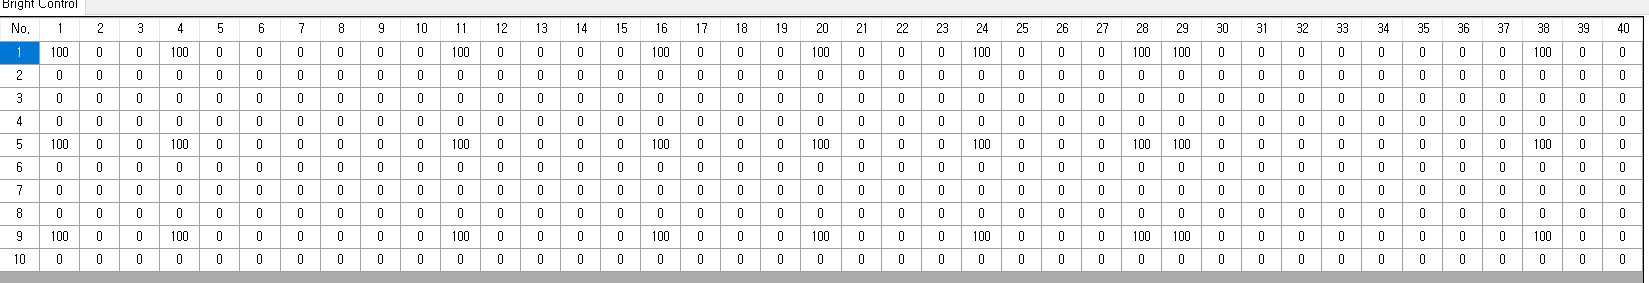 Bright Control
No. 1 2 3 4 5 6 7 8 9 10 11 12 13 14 15 16 17 18 19 20 21 22 23 24 25 26 27 28 29 30 31 32 33 34 35 36 37 38 39 40
1 100 0 0 100 0 0 0 0 0 0 100 0 0 0 0 100 0 0 0 100 0 0 0 100 0 0 0 100 100 0 0 0 0 0 0 0 0 100 0 0
2 0 0 0 0 0 0 0 0 0 0 0 0 0 0 0 0 0 0 0 0 0 0 0 0 0 0 0 0 0 0 0 0 0 0 0 0 0 0 0 0
3 0 0 0 0 0 0 0 0 0 0 0 0 0 0 0 0 0 0 0 0 0 0 0 0 0 0 0 0 0 0 0 0 0 0 0 0 0 0 0 0
4 0 0 0 0 0 0 0 0 0 0 0 0 0 0 0 0 0 0 0 0 0 0 0 0 0 0 0 0 0 0 0 0 0 0 0 0 0 0 0 0
5 100 0 0 100 0 0 0 0 0 0 100 0 0 0 0 100 0 0 0 100 0 0 0 100 0 0 0 100 100 0 0 0 0 0 0 0 0 100 0 0
6 0 0 0 0 0 0 0 0 0 0 0 0 0 0 0 0 0 0 0 0 0 0 0 0 0 0 0 0 0 0 0 0 0 0 0 0 0 0 0 0
7 0 0 0 0 0 0 0 0 0 0 0 0 0 0 0 0 0 0 0 0 0 0 0 0 0 0 0 0 0 0 0 0 0 0 0 0 0 0 0 0
8 0 0 0 0 0 0 0 0 0 0 0 0 0 0 0 0 0 0 0 0 0 0 0 0 0 0 0 0 0 0 0 0 0 0 0 0 0 0 0 0
9 100 0 0 100 0 0 0 0 0 0 100 0 0 0 0 100 0 0 0 100 0 0 0 100 0 0 0 100 100 0 0 0 0 0 0 0 0 100 0 0
10 0 0 0 0 0 0 0 0 0 0 0 0 0 0 0 0 0 0 0 0 0 0 0 0 0 0 0 0 0 0 0 0 0 0 0 0 0 0 0 0